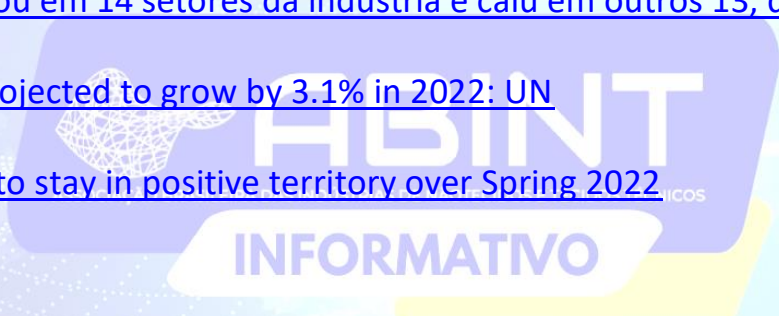 ou em 14 setores da indústria e caiu em outros 13, d
ojected to grow by 3.1% in 2022: UN
ABINT
to stay in positive territory over Spring 2022
INFORMATIVO